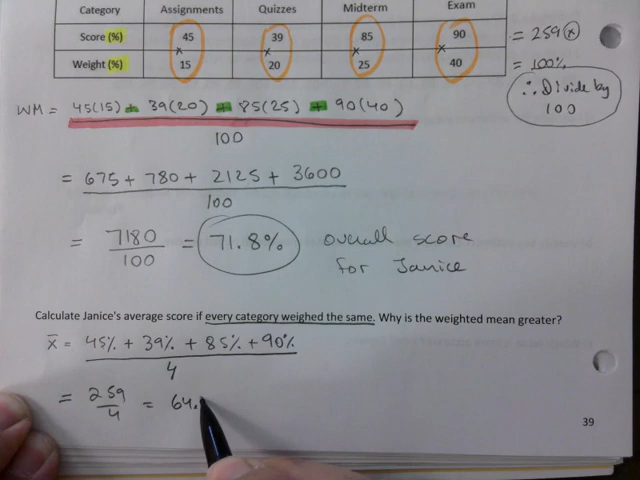 Category Assignments Quizzes Midterm Exam
Score (%) 45 39 85 90 = 259 ⓧ
× × × ×
Weight (%) 15 20 25 40 = 100%
∴ Divide by
100
WM = 45(15) + 39(20) + 85(25) + 90(40)
100
= 675 + 780 + 2125 + 3600
100
= 7180 = 71.8% overall score
100 for Janice
Calculate Janice's average score if every category weighed the same. Why is the weighted mean greater?
x̄ = 45% + 39% + 85% + 90%
4
= 259 = 64.
4
39